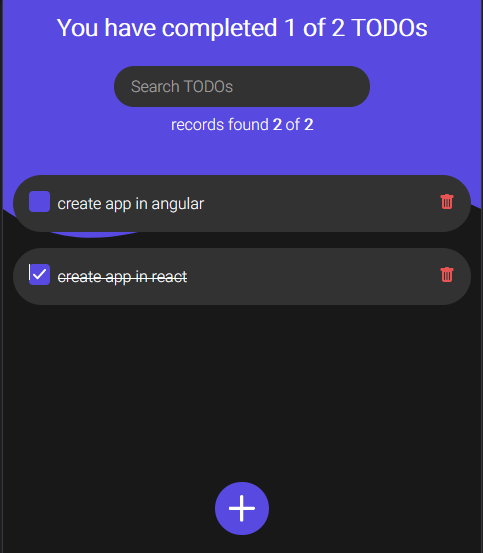 You have completed 1 of 2 TODOs
Search TODOs
records found 2 of 2
create app in angular
create app in react